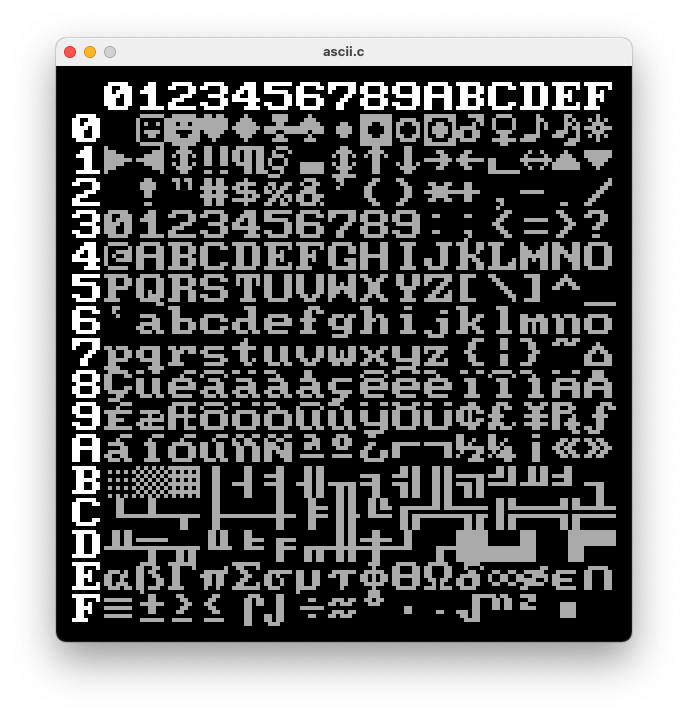 ascii.c
0123456789ABCDEF
0 ☺☻♥♦♣♠•◘○◙♂♀♪♫☼
1 ►◄↕‼¶§▬↨↑↓→←∟↔▲▼
2 !"#$%&'()*+,-./
3 0123456789:;<=>?
4 @ABCDEFGHIJKLMNO
5 PQRSTUVWXYZ[\]^_
6 `abcdefghijklmno
7 pqrstuvwxyz{|}~⌂
8 ÇüéâäàåçêëèïîìÄÅ
9 ÉæÆôöòûùÿÖÜ¢£¥₧ƒ
A áíóúñÑªº¿⌐¬½¼¡«»
B ░▒▓│┤╡╢╖╕╣║╗╝╜╛┐
C └┴┬├─┼╞╟╚╔╩╦╠═╬╧
D ╨╤╥╙╘╒╓╫╪┘┌█▄▌▐▀
E αßΓπΣσµτΦΘΩδ∞φε∩
F ≡±≥≤⌠⌡÷≈°∙·√ⁿ²■